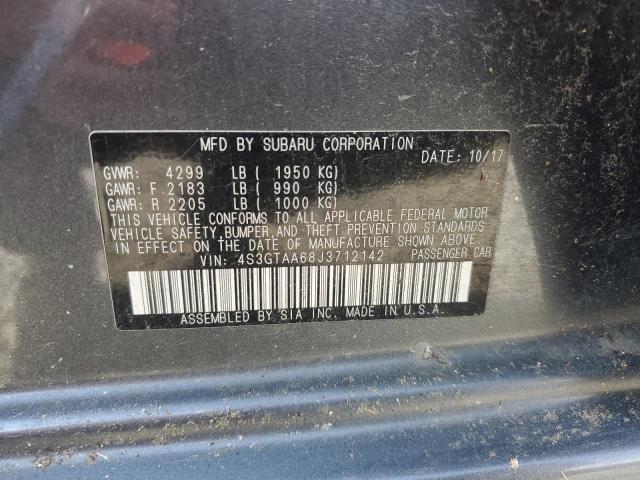 MFD BY SUBARU CORPORATION
DATE: 10/17
GVWR: 4299 LB ( 1950 KG)
GAWR: F 2183 LB ( 990 KG)
GAWR: R 2205 LB ( 1000 KG)
THIS VEHICLE CONFORMS TO ALL APPLICABLE FEDERAL MOTOR
VEHICLE SAFETY, BUMPER, AND THEFT PREVENTION STANDARDS
IN EFFECT ON THE DATE OF MANUFACTURE SHOWN ABOVE.
VIN: 4S3GTAA68J3712142 PASSENGER CAR
ASSEMBLED BY SIA INC. MADE IN U.S.A.